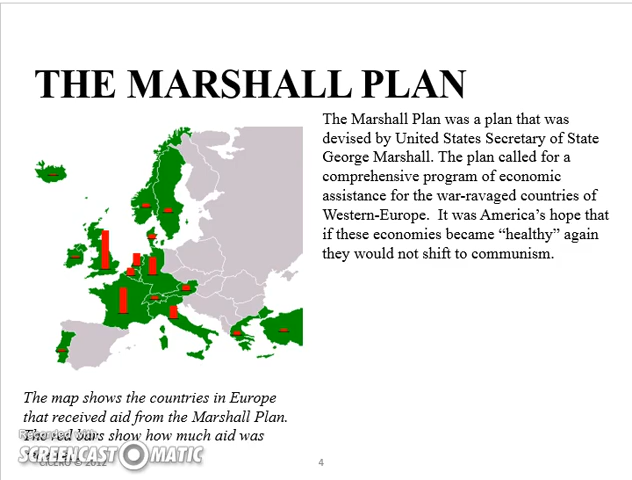 THE MARSHALL PLAN
The Marshall Plan was a plan that was
devised by United States Secretary of State
George Marshall. The plan called for a
comprehensive program of economic
assistance for the war-ravaged countries of
Western-Europe. It was America's hope that
if these economies became “healthy” again
they would not shift to communism.
The map shows the countries in Europe
that received aid from the Marshall Plan.
The red bars show how much aid was
Recorded with
SCREENCAST MATIC
CICERO © 2012
4